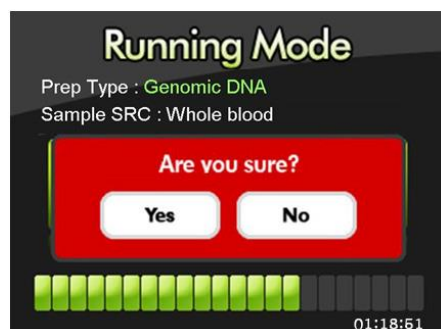 Running Mode
Prep Type : Genomic DNA
Sample SRC : Whole blood
Are you sure?
Yes No
01:18:51